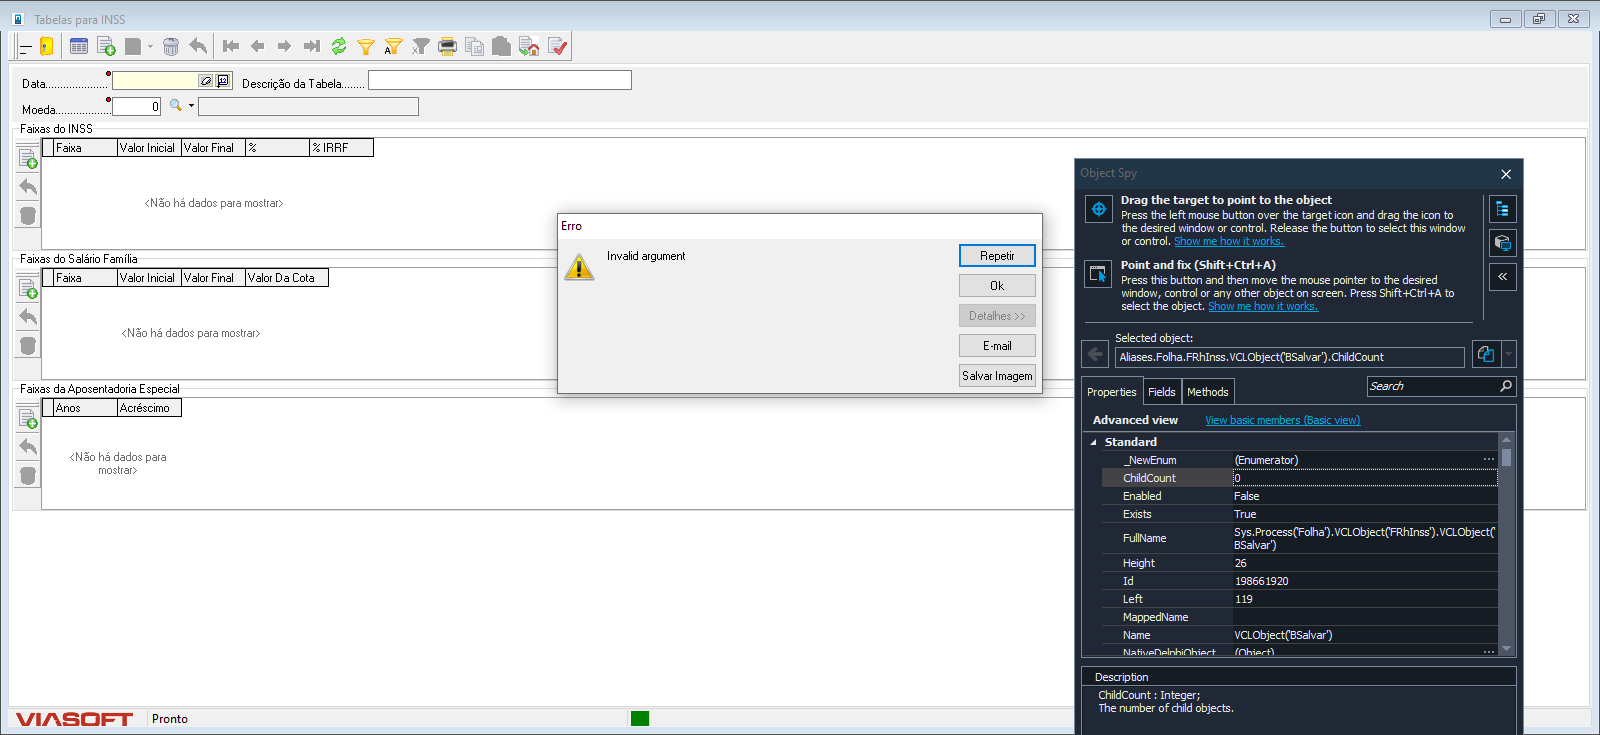 Tabelas para INSS
Data.....................
Descrição da Tabela........
Moeda...................
0
Faixas do INSS
Faixa Valor Inicial Valor Final % % IRRF
<Não há dados para mostrar>
Faixas do Salário Família
Faixa Valor Inicial Valor Final Valor Da Cota
<Não há dados para mostrar>
Faixas da Aposentadoria Especial
Anos Acréscimo
<Não há dados para
mostrar>
VIASOFT
Pronto
Erro
Invalid argument
Repetir
Ok
Detalhes >>
E-mail
Salvar Imagem
Object Spy
Drag the target to point to the object
Press the left mouse button over the target icon and drag the icon to
the desired window or control. Release the button to select this window
or control. Show me how it works.
Point and fix (Shift+Ctrl+A)
Press this button and then move the mouse pointer to the desired
window, control or any other object on screen. Press Shift+Ctrl+A to
select the object. Show me how it works.
Selected object:
Aliases.Folha.FRhInss.VCLObject('BSalvar').ChildCount
Properties Fields Methods
Search
Advanced view View basic members (Basic view)
Standard
_NewEnum (Enumerator) ...
ChildCount 0
Enabled False
Exists True
FullName Sys.Process('Folha').VCLObject('FRhInss').VCLObject('
BSalvar')
Height 26
Id 198661920
Left 119
MappedName
Name VCLObject('BSalvar')
NativeDelphiObject (Object) ...
Description
ChildCount : Integer;
The number of child objects.